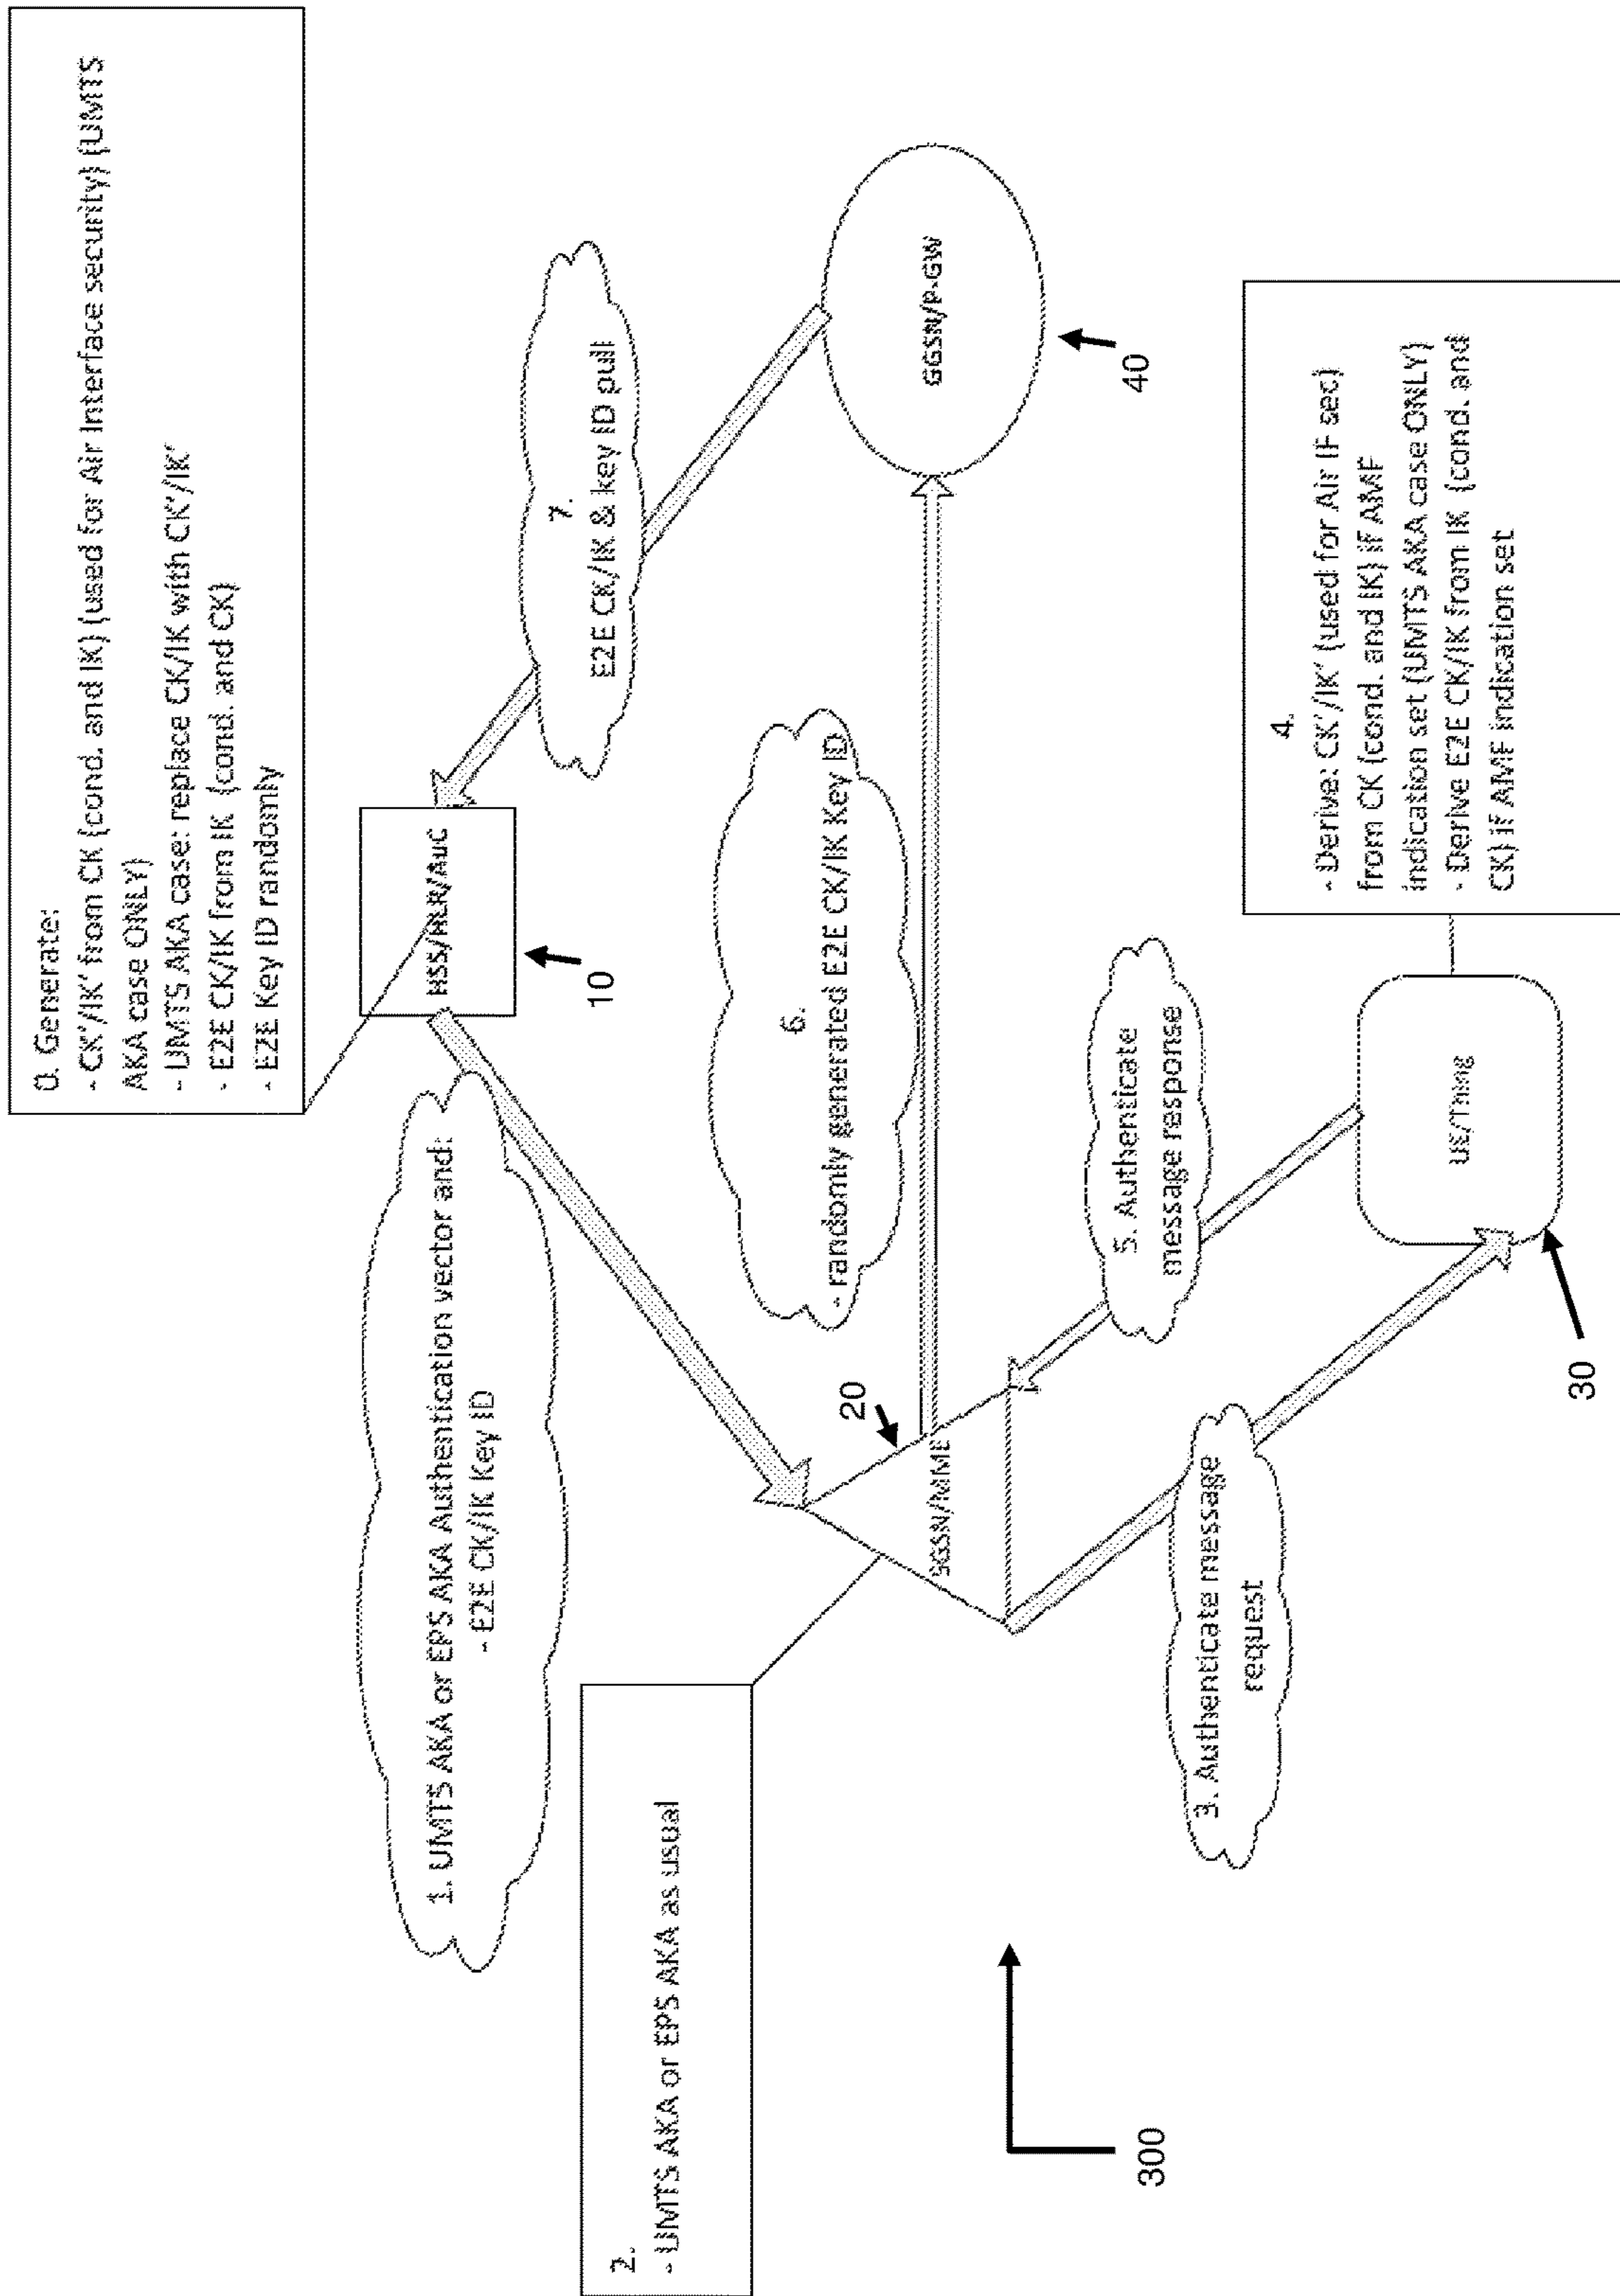 0. Generate:
- CK'/IK' from CK (cond. and IK) (used for Air Interface security) (UMTS
AKA case ONLY)
- UMTS AKA case: replace CK/IK with CK'/IK'
- E2E CK/IK from IK (cond. and CK)
- E2E Key ID randomly
1. UMTS AKA or EPS AKA Authentication vector and:
- E2E CK/IK Key ID
HSS/HLR/AuC
10
7.
E2E CK/IK & key ID pull
2.
- UMTS AKA or EPS AKA as usual
6.
- randomly generated E2E CK/IK Key ID
20
SGSN/MME
GGSN/P-GW
40
5. Authenticate
message response
3. Authenticate message
request
UE/Thing
30
4.
- Derive: CK'/IK' (used for Air IF sec)
from CK (cond. and IK) if AMF
indication set (UMTS AKA case ONLY)
- Derive E2E CK/IK from IK (cond. and
CK) if AMF indication set
300